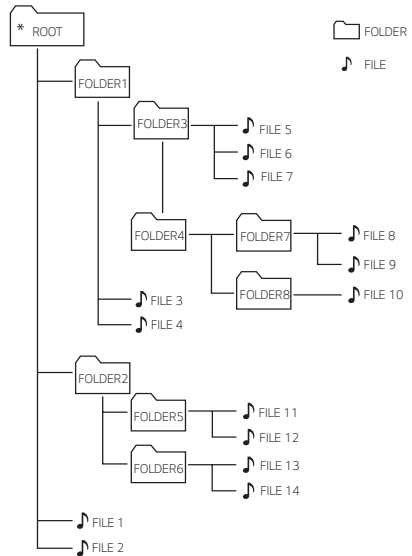 * ROOT
FOLDER
FILE
FOLDER1
FOLDER3
FILE 5
FILE 6
FILE 7
FOLDER4
FOLDER7
FILE 8
FILE 9
FOLDER8
FILE 10
FILE 3
FILE 4
FOLDER2
FOLDER5
FILE 11
FILE 12
FOLDER6
FILE 13
FILE 14
FILE 1
FILE 2